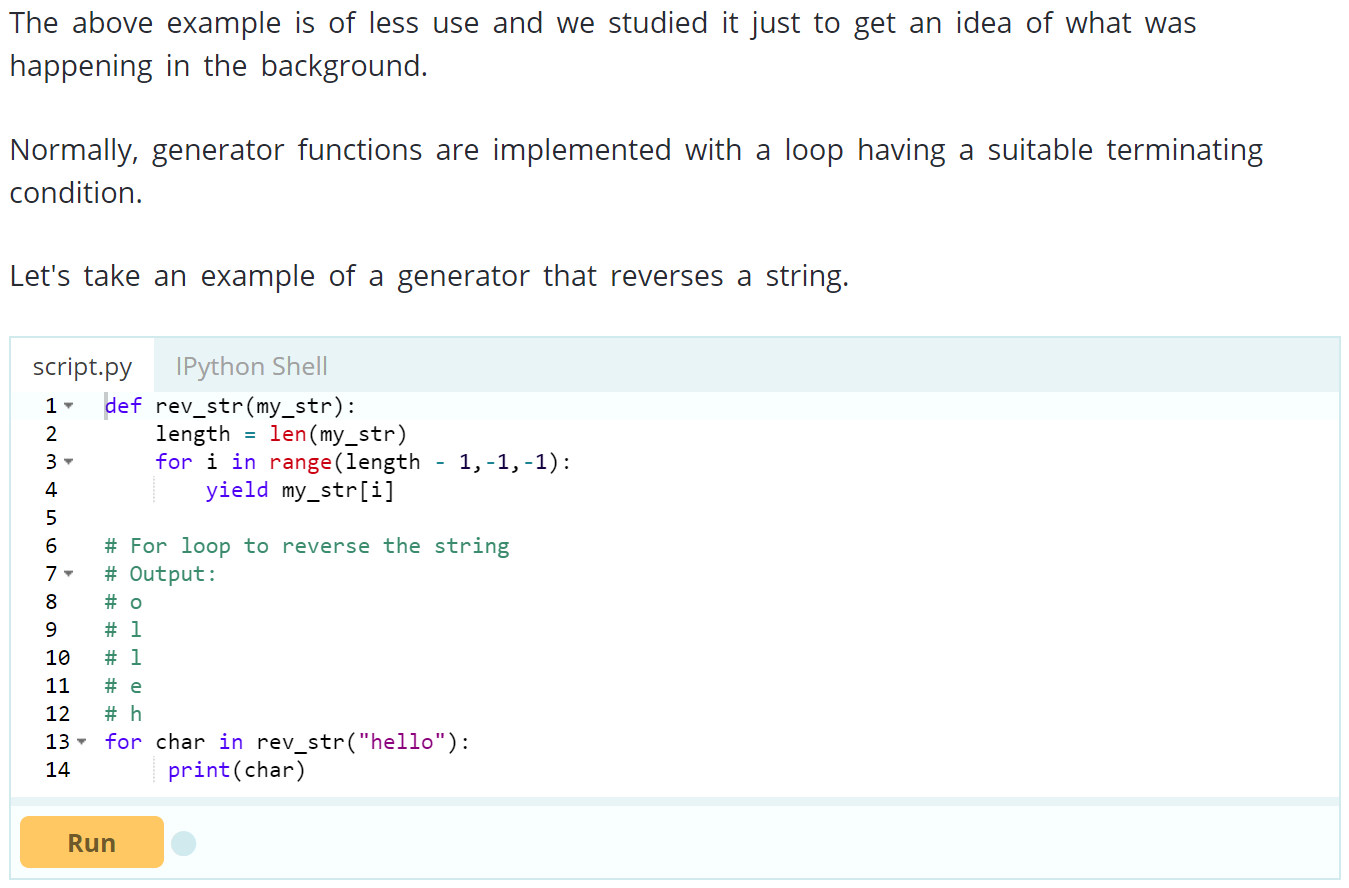 The above example is of less use and we studied it just to get an idea of what was
happening in the background.
Normally, generator functions are implemented with a loop having a suitable terminating
condition.
Let's take an example of a generator that reverses a string.
script.py IPython Shell
1 def rev_str(my_str):
2     length = len(my_str)
3     for i in range(length - 1,-1,-1):
4         yield my_str[i]
5
6 # For loop to reverse the string
7 # Output:
8 # o
9 # l
10 # l
11 # e
12 # h
13 for char in rev_str("hello"):
14      print(char)
Run